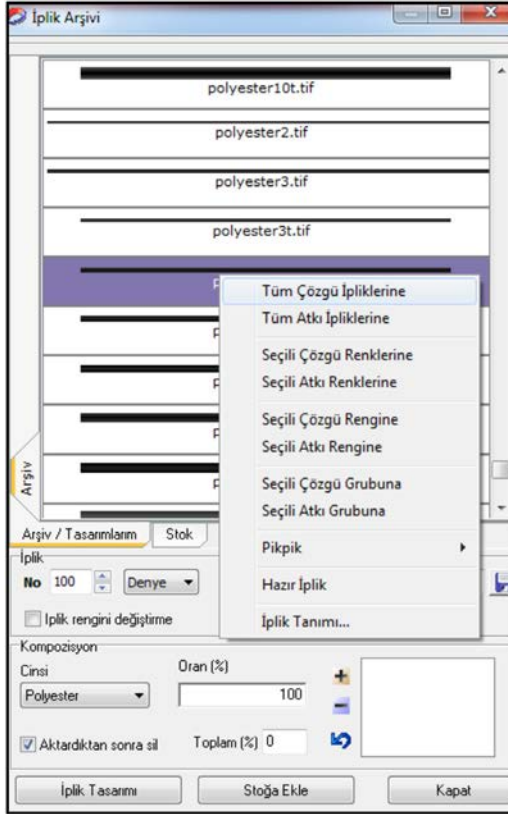 İplik Arşivi
polyester10t.tif
polyester2.tif
polyester3.tif
polyester3t.tif
Tüm Çözgü İpliklerine
Tüm Atkı İpliklerine
Seçili Çözgü Renklerine
Seçili Atkı Renklerine
Seçili Çözgü Rengine
Seçili Atkı Rengine
Seçili Çözgü Grubuna
Seçili Atkı Grubuna
Pikpik
Hazır İplik
İplik Tanımı...
Arşiv
Arşiv / Tasarımlarım Stok
İplik
No 100 Denye
İplik rengini değiştirme
Kompozisyon
Cinsi Oran (%)
Polyester 100
Aktardıktan sonra sil Toplam (%) 0
İplik Tasarımı Stoğa Ekle Kapat